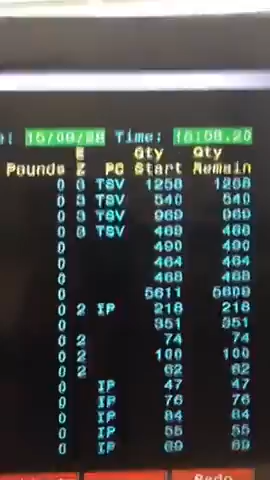 Time:
E Qty Qty
Pounds Z PC Start Remain
0 3 TSV 1258 1258
0 3 TSV 540 540
0 3 TSV 969 969
0 3 TSV 468 468
0 490 490
0 464 464
0 468 468
0 5611 5609
0 2 IP 218 218
0 351 351
0 2 74 74
0 2 100 100
0 2 62 62
0 IP 47 47
0 IP 76 76
0 IP 84 84
0 IP 55 55
0 IP 69 69
Redo